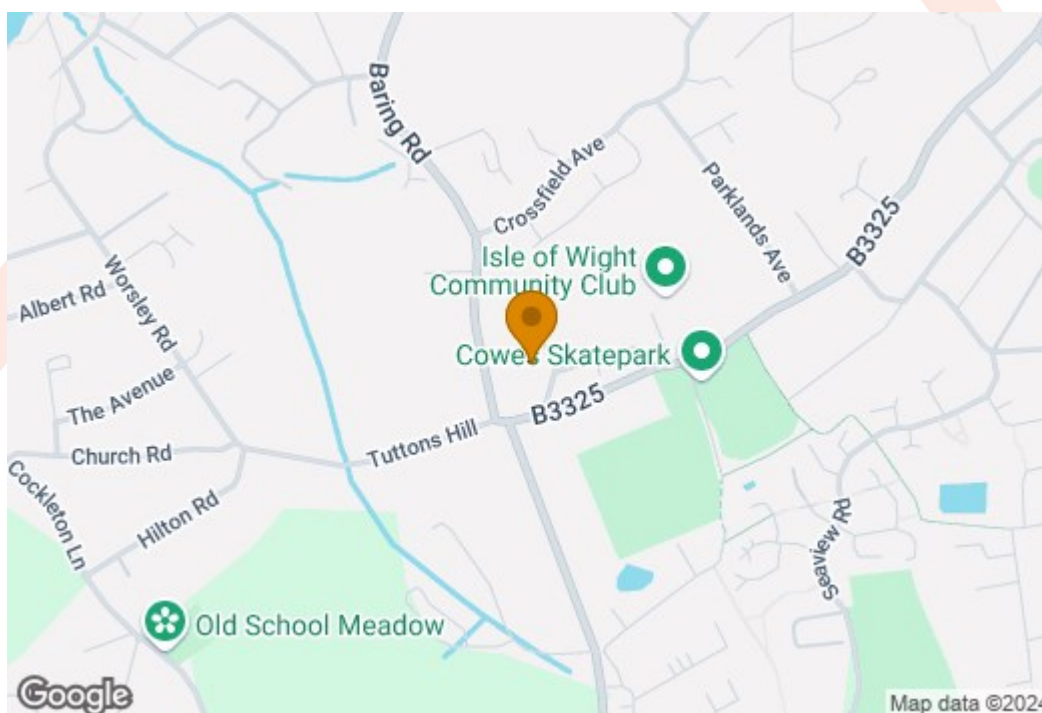 Baring Rd
Crossfield Ave
Parklands Ave
B3325
Isle of Wight
Community Club
Albert Rd
Worsley Rd
Cowes Skatepark
The Avenue
B3325
Tuttons Hill
Church Rd
Cockleton Ln
Hilton Rd
Seaview Rd
Old School Meadow
Google
Map data ©2024